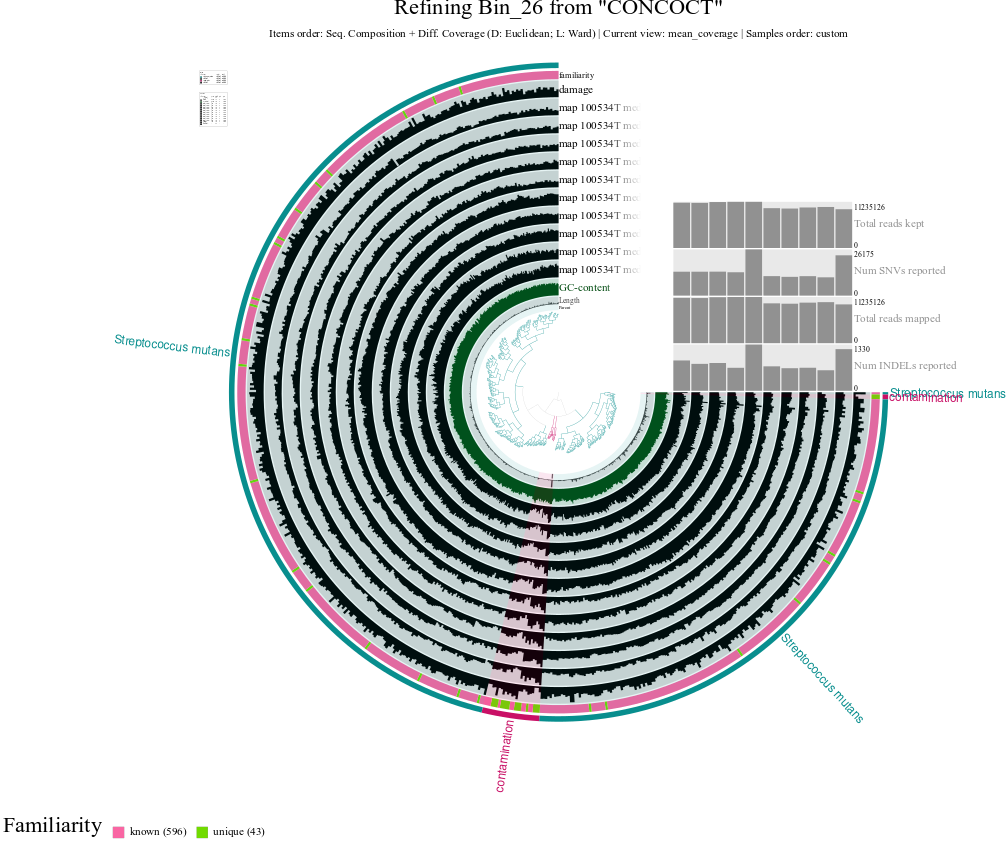 Refining Bin_26 from "CONCOCT"
Items order: Seq. Composition + Diff. Coverage (D: Euclidean; L: Ward) | Current view: mean_coverage | Samples order: custom
familiarity
damage
map 100534T
map 100534T
map 100534T
map 100534T
map 100534T
map 100534T
map 100534T
map 100534T
map 100534T
map 100534T
GC-content
Length
Parent
11235126
Total reads kept
0
26175
Num SNVs reported
0
11235126
Total reads mapped
0
1330
Num INDELs reported
0
Streptococcus mutans
contamination
Streptococcus mutans
Streptococcus mutans
contamination
Familiarity
known (596)
unique (43)